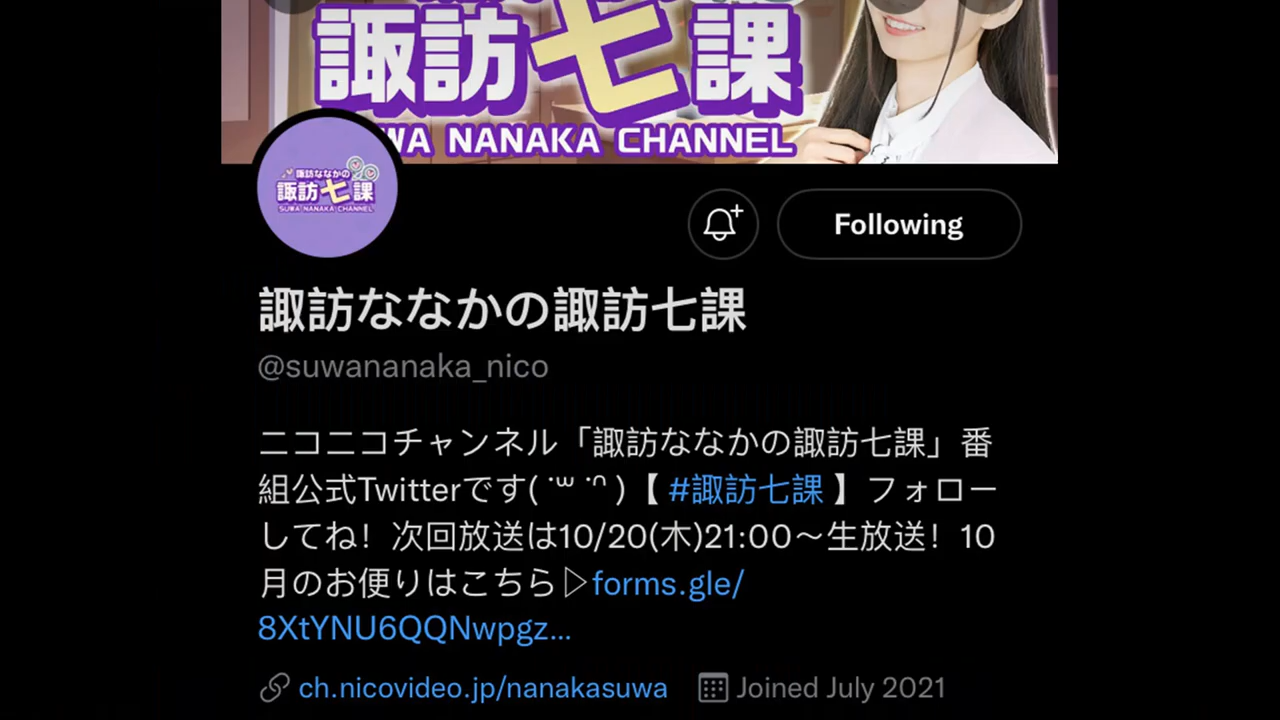 諏訪七課
SUWA NANAKA CHANNEL
諏訪ななかの
諏訪七課
SUWA NANAKA CHANNEL
Following
諏訪ななかの諏訪七課
@suwananaka_nico
ニコニコチャンネル「諏訪ななかの諏訪七課」番
組公式Twitterです( ˙꒳​ ˙ᐢ )【 #諏訪七課 】フォロー
してね！次回放送は10/20(木)21:00～生放送！10
月のお便りはこちら▷forms.gle/
8XtYNU6QQNwpgz…
ch.nicovideo.jp/nanakasuwa
Joined July 2021